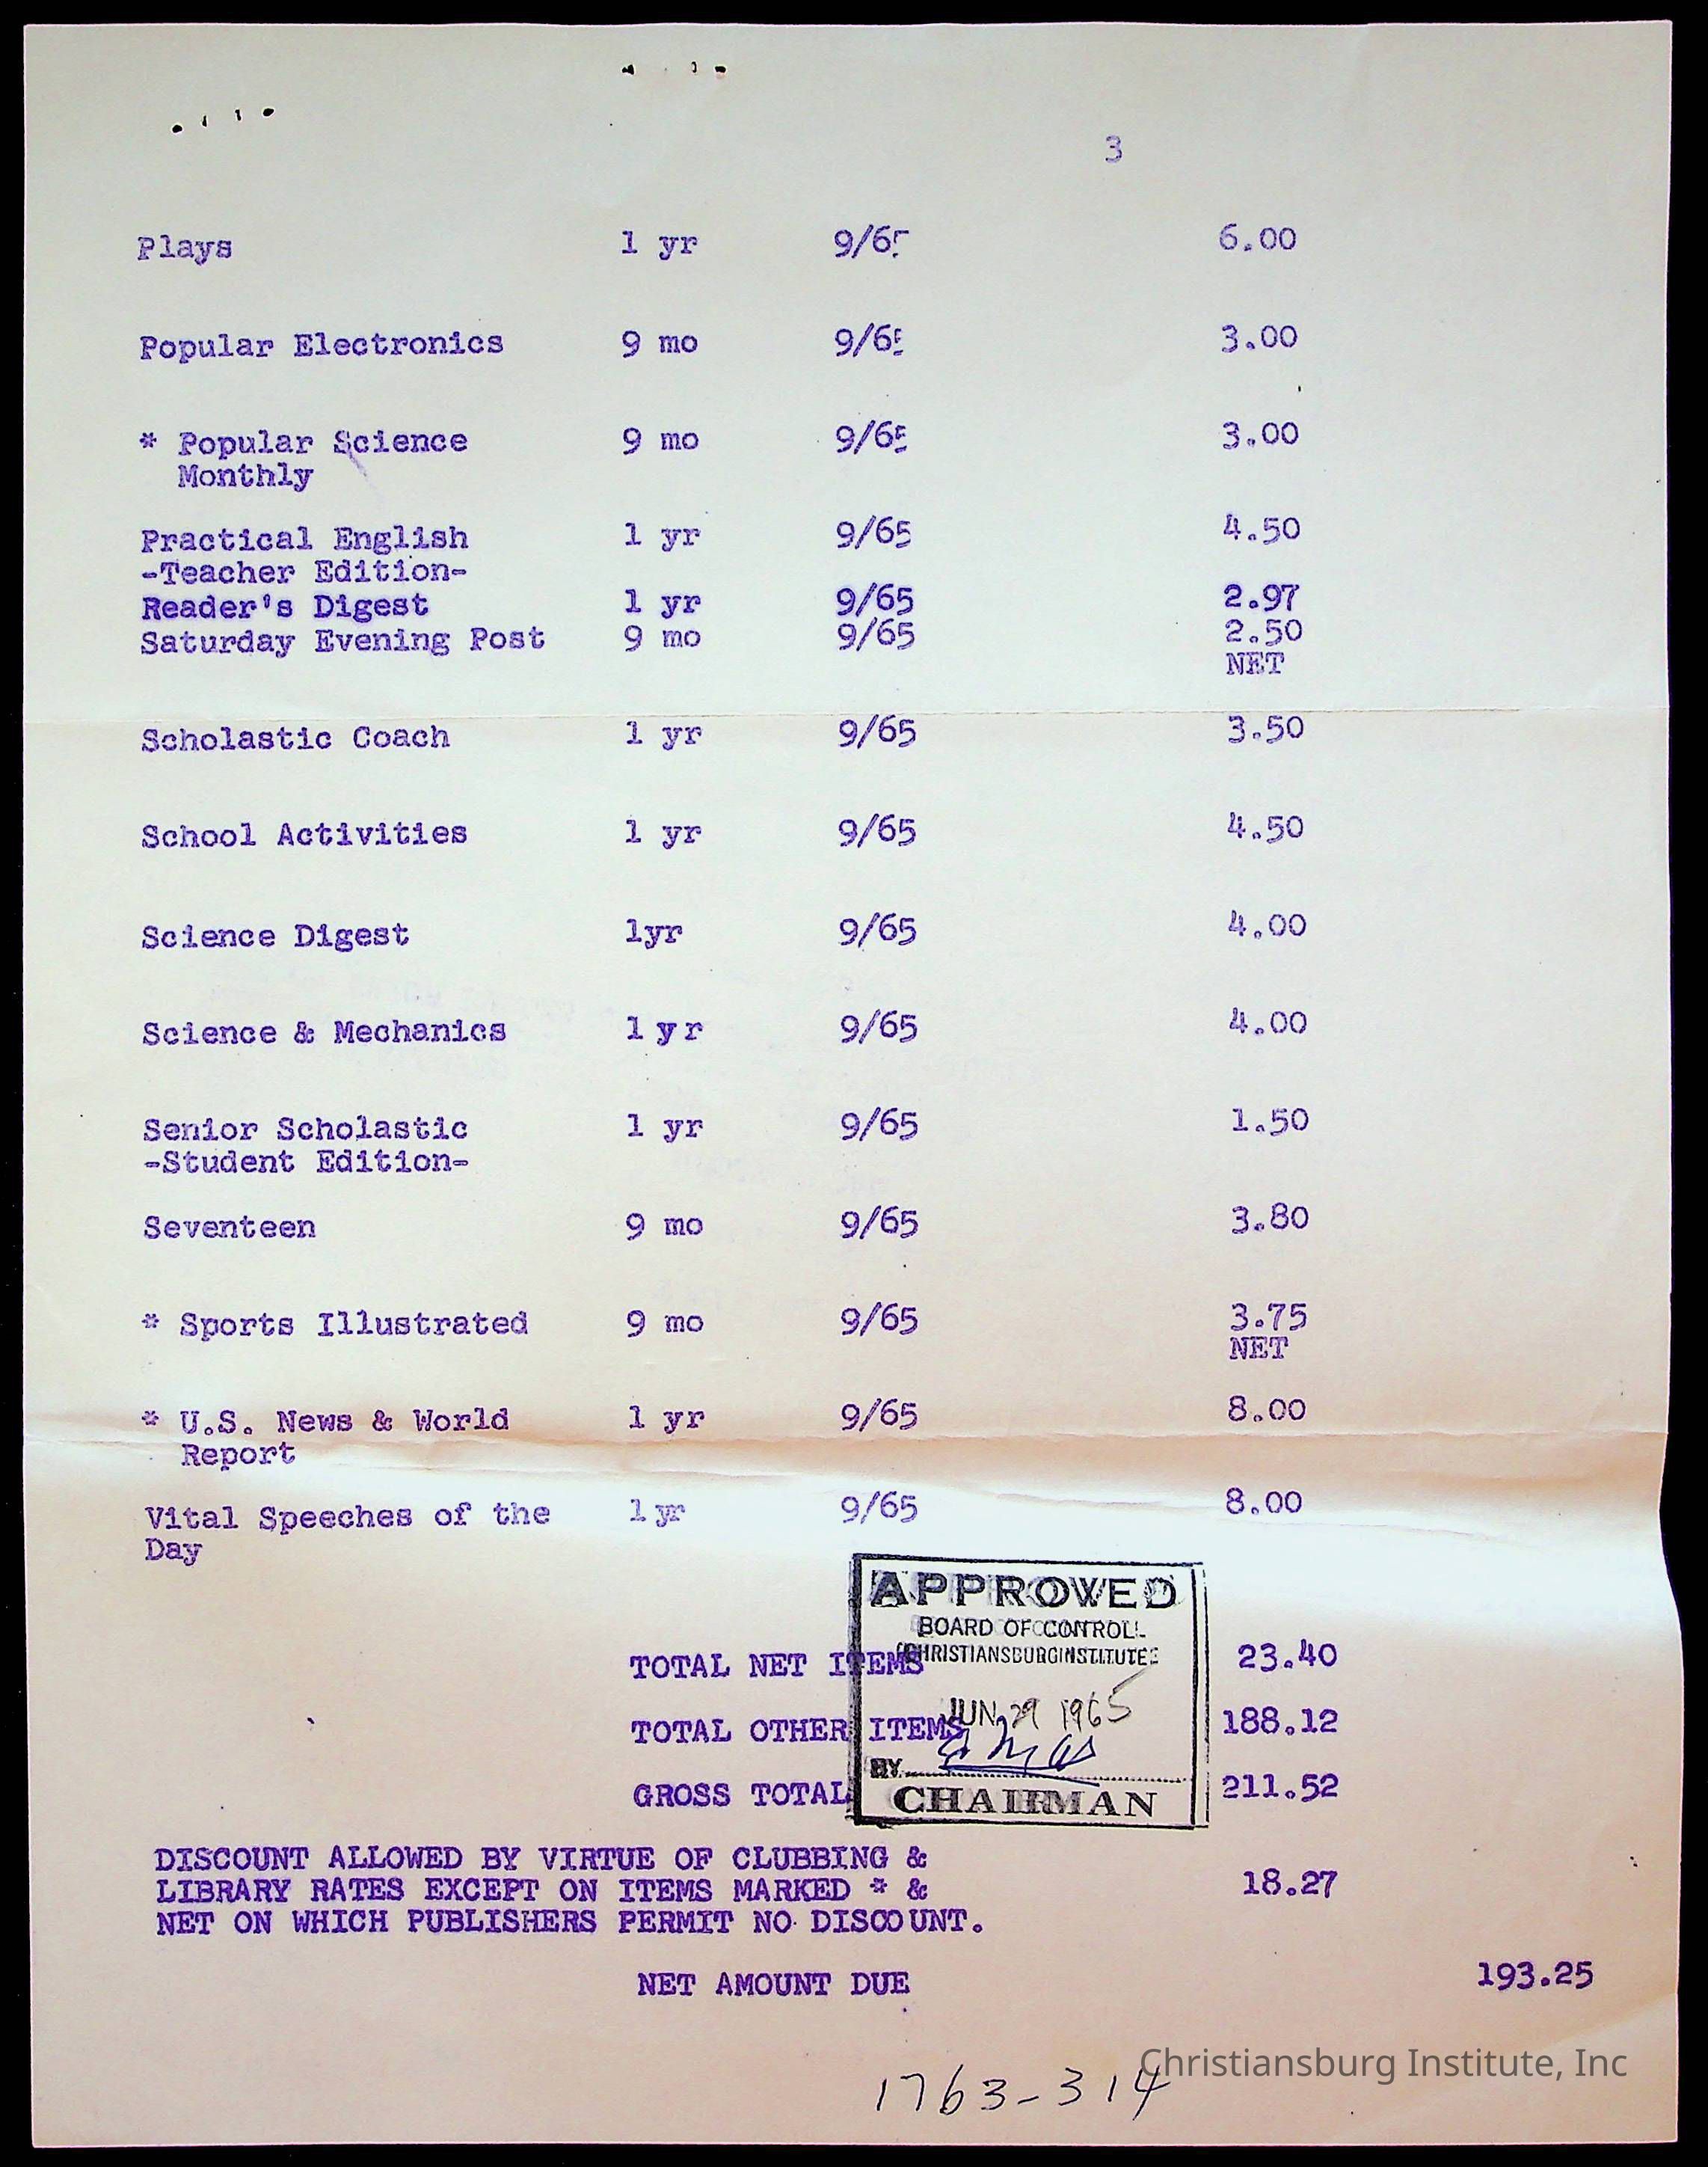 3
Plays 1 yr 9/65 6.00
Popular Electronics 9 mo 9/65 3.00
* Popular Science 9 mo 9/65 3.00
Monthly
Practical English 1 yr 9/65 4.50
-Teacher Edition-
Reader's Digest 1 yr 9/65 2.97
Saturday Evening Post 9 mo 9/65 2.50
NET
Scholastic Coach 1 yr 9/65 3.50
School Activities 1 yr 9/65 4.50
Science Digest 1yr 9/65 4.00
Science & Mechanics 1 yr 9/65 4.00
Senior Scholastic 1 yr 9/65 1.50
-Student Edition-
Seventeen 9 mo 9/65 3.80
* Sports Illustrated 9 mo 9/65 3.75
NET
* U.S. News & World 1 yr 9/65 8.00
Report
Vital Speeches of the 1 yr 9/65 8.00
Day
APPROVED
BOARD OF CONTROL
CHRISTIANSBURG INSTITUTE
TOTAL NET ITEMS 23.40
JUN 29 1965
TOTAL OTHER ITEMS 188.12
BY
GROSS TOTAL 211.52
CHAIRMAN
DISCOUNT ALLOWED BY VIRTUE OF CLUBBING &
LIBRARY RATES EXCEPT ON ITEMS MARKED * & 18.27
NET ON WHICH PUBLISHERS PERMIT NO DISCOUNT.
NET AMOUNT DUE 193.25
Christiansburg Institute, Inc
1763-314